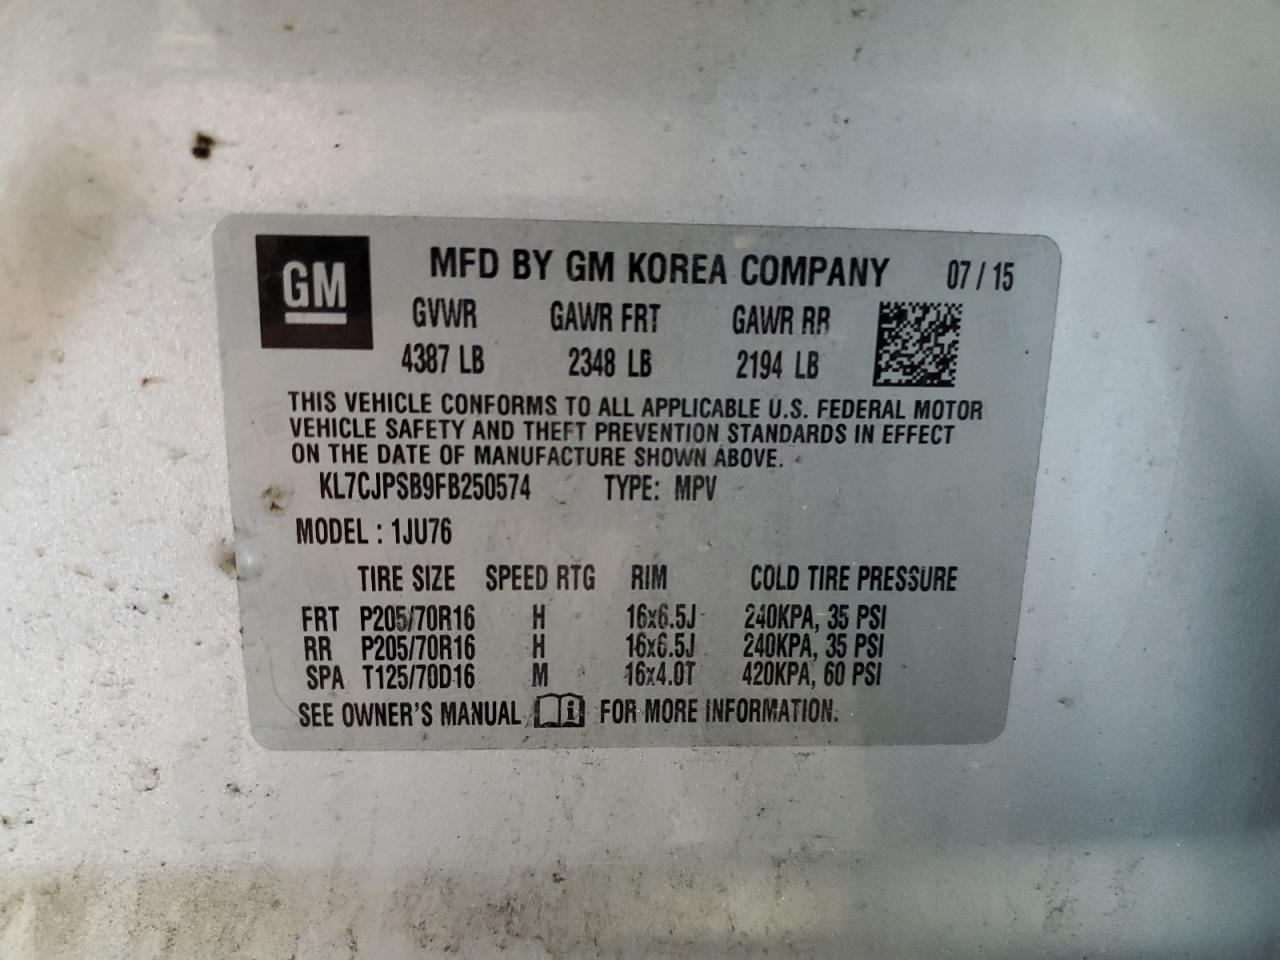 GM
MFD BY GM KOREA COMPANY 07 / 15
GVWR GAWR FRT GAWR RR
4387 LB 2348 LB 2194 LB
THIS VEHICLE CONFORMS TO ALL APPLICABLE U.S. FEDERAL MOTOR
VEHICLE SAFETY AND THEFT PREVENTION STANDARDS IN EFFECT
ON THE DATE OF MANUFACTURE SHOWN ABOVE.
KL7CJPSB9FB250574 TYPE: MPV
MODEL : 1JU76
TIRE SIZE SPEED RTG RIM COLD TIRE PRESSURE
FRT P205/70R16 H 16x6.5J 240KPA, 35 PSI
RR P205/70R16 H 16x6.5J 240KPA, 35 PSI
SPA T125/70D16 M 16x4.0T 420KPA, 60 PSI
SEE OWNER'S MANUAL i FOR MORE INFORMATION.